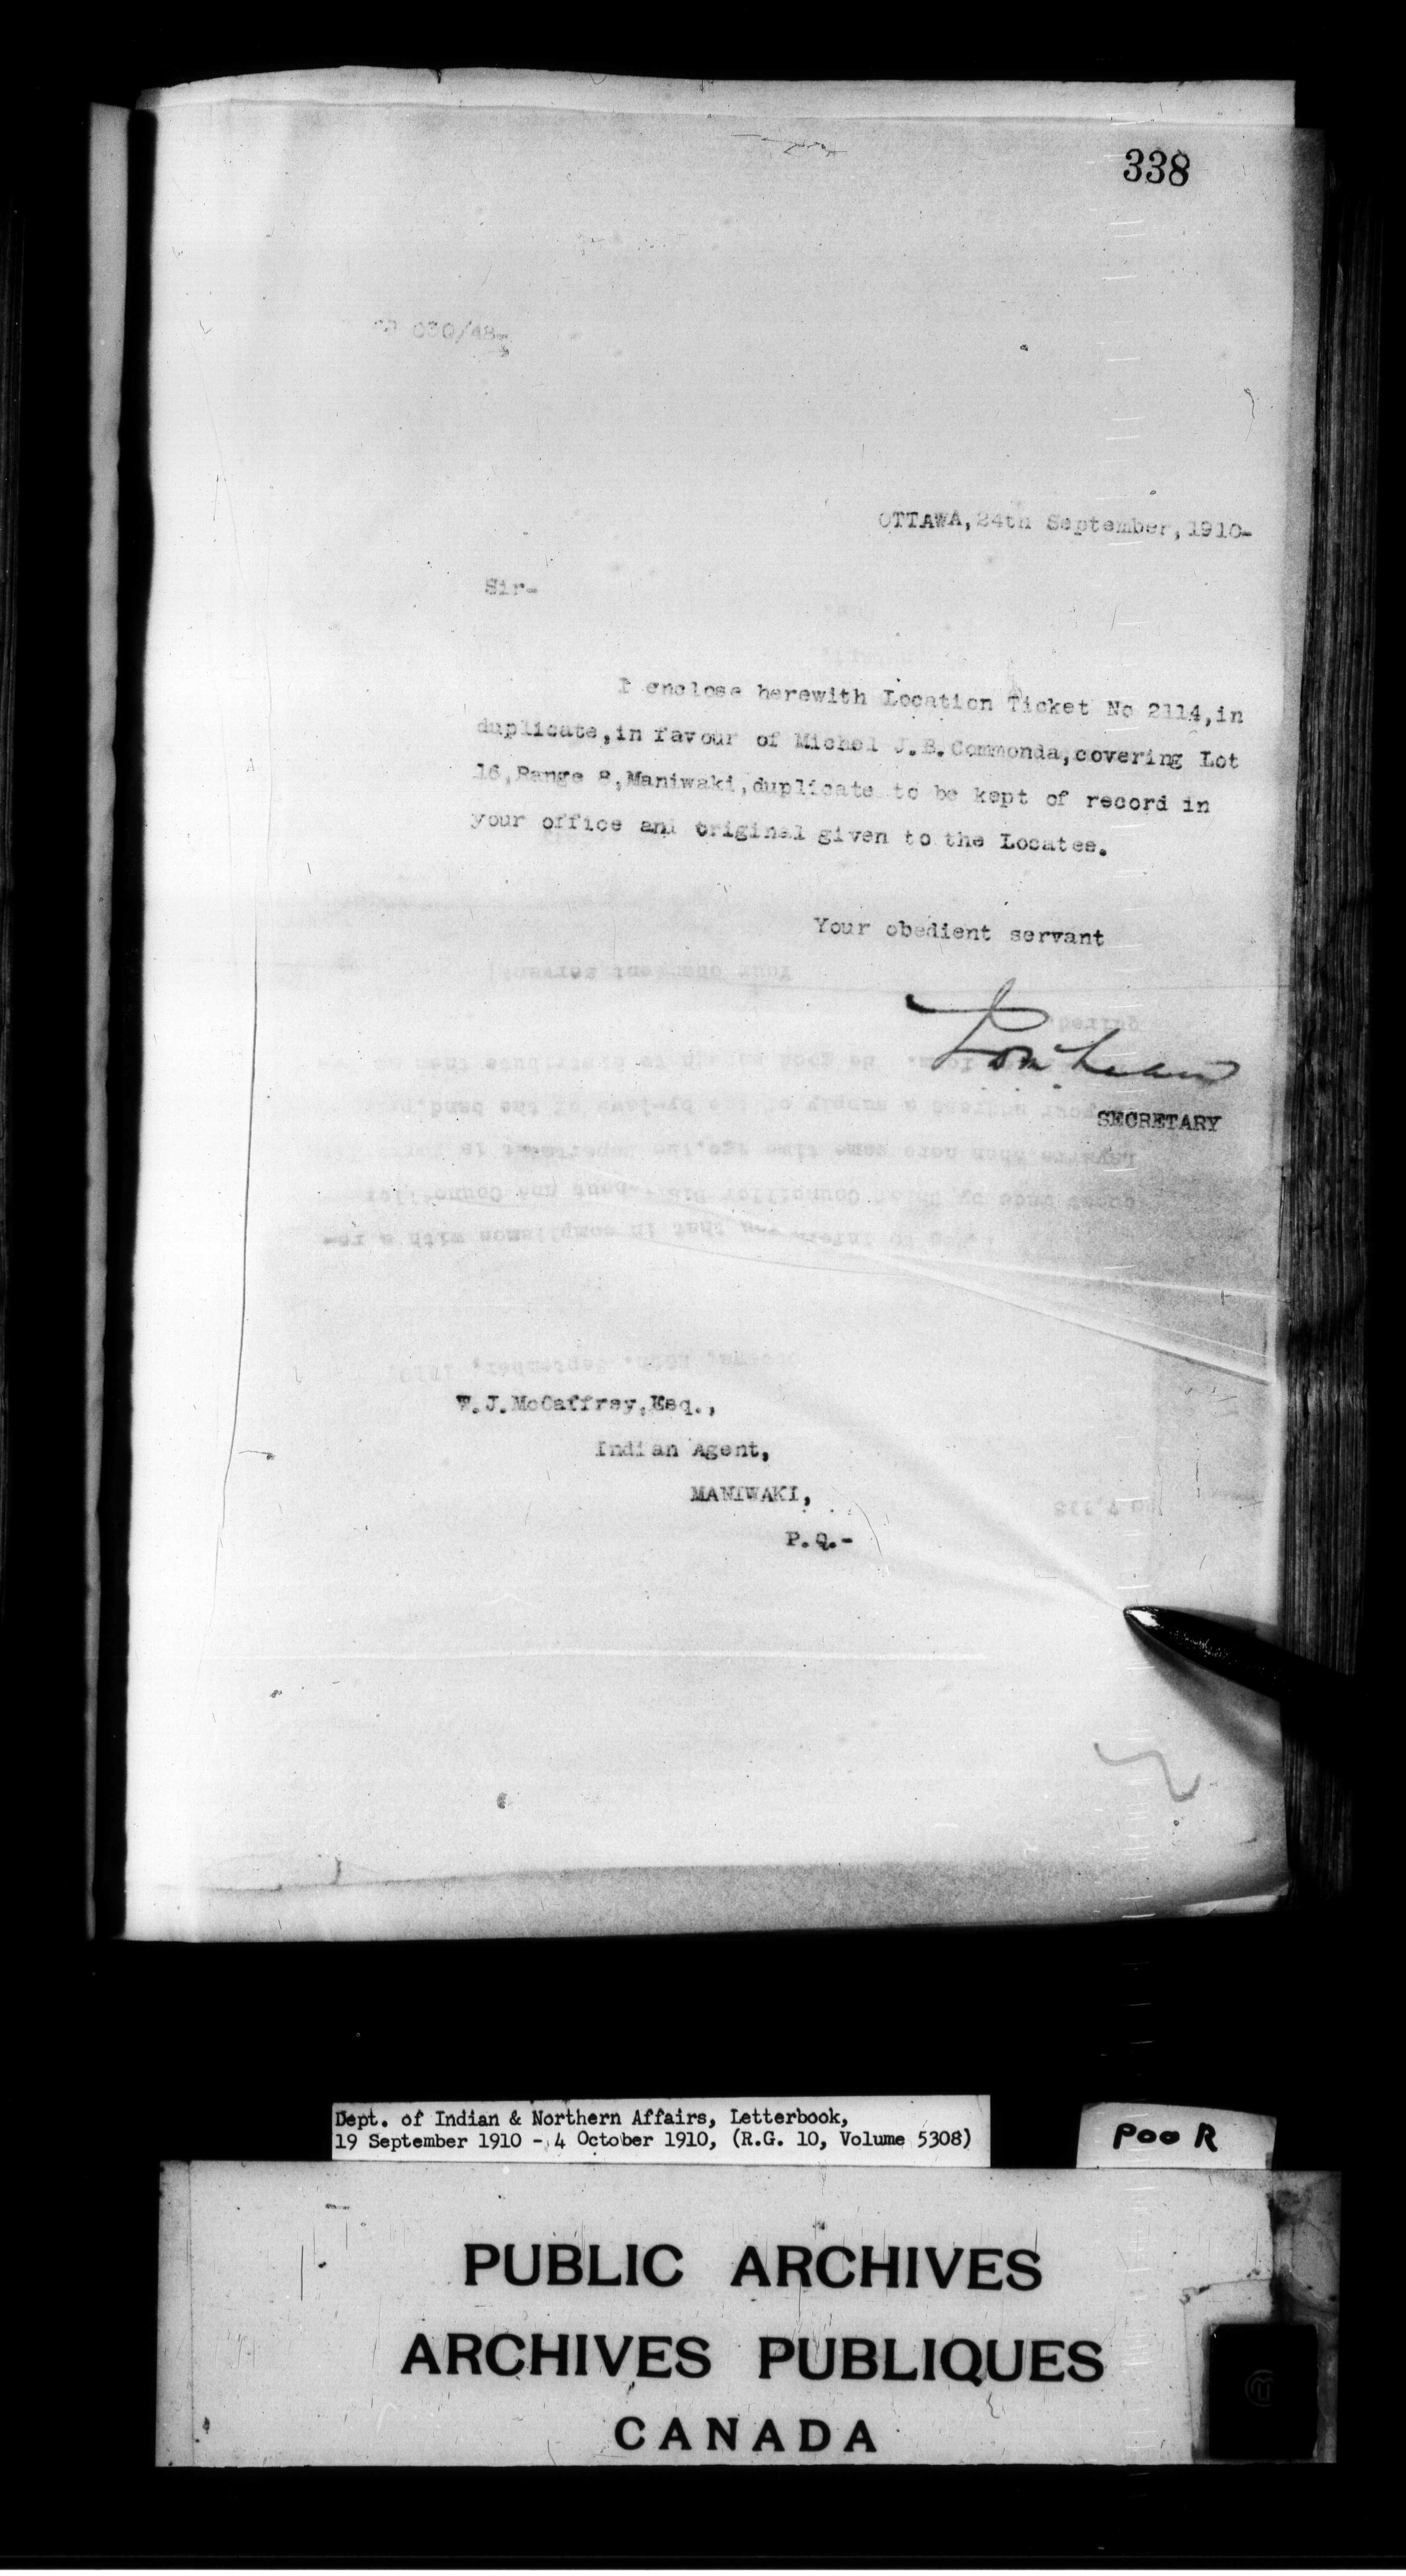 338
030/48-
OTTAWA, 24th September, 1910-
Sir-
I enclose herewith Location Ticket No 2114, in
duplicate, in favour of Michel J.B. Commonda, covering Lot
16, Range 8, Maniwaki, duplicate to be kept of record in
your office and original given to the Locatee.
Your obedient servant
SECRETARY
W.J. McCaffrey, Esq.,
Indian Agent,
MANIWAKI,
P.Q.-
Dept. of Indian & Northern Affairs, Letterbook,
19 September 1910 - 4 October 1910, (R.G. 10, Volume 5308)
POOR
PUBLIC ARCHIVES
ARCHIVES PUBLIQUES
CANADA